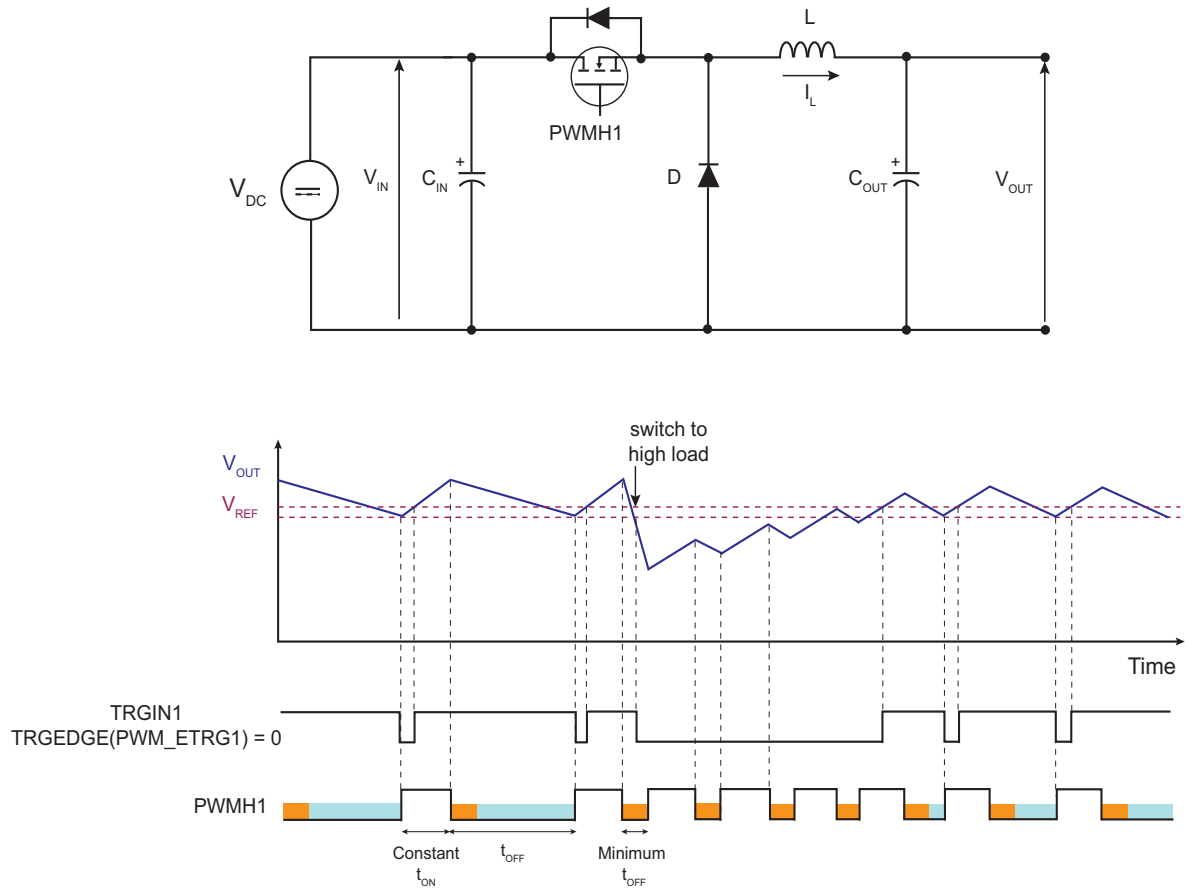 L
I_L
PWMH1
V_DC
V_IN
C_IN
+
D
C_OUT
+
V_OUT
switch to
high load
V_OUT
V_REF
Time
TRGIN1
TRGEDGE(PWM_ETRG1) = 0
PWMH1
Constant
t_ON
t_OFF
Minimum
t_OFF